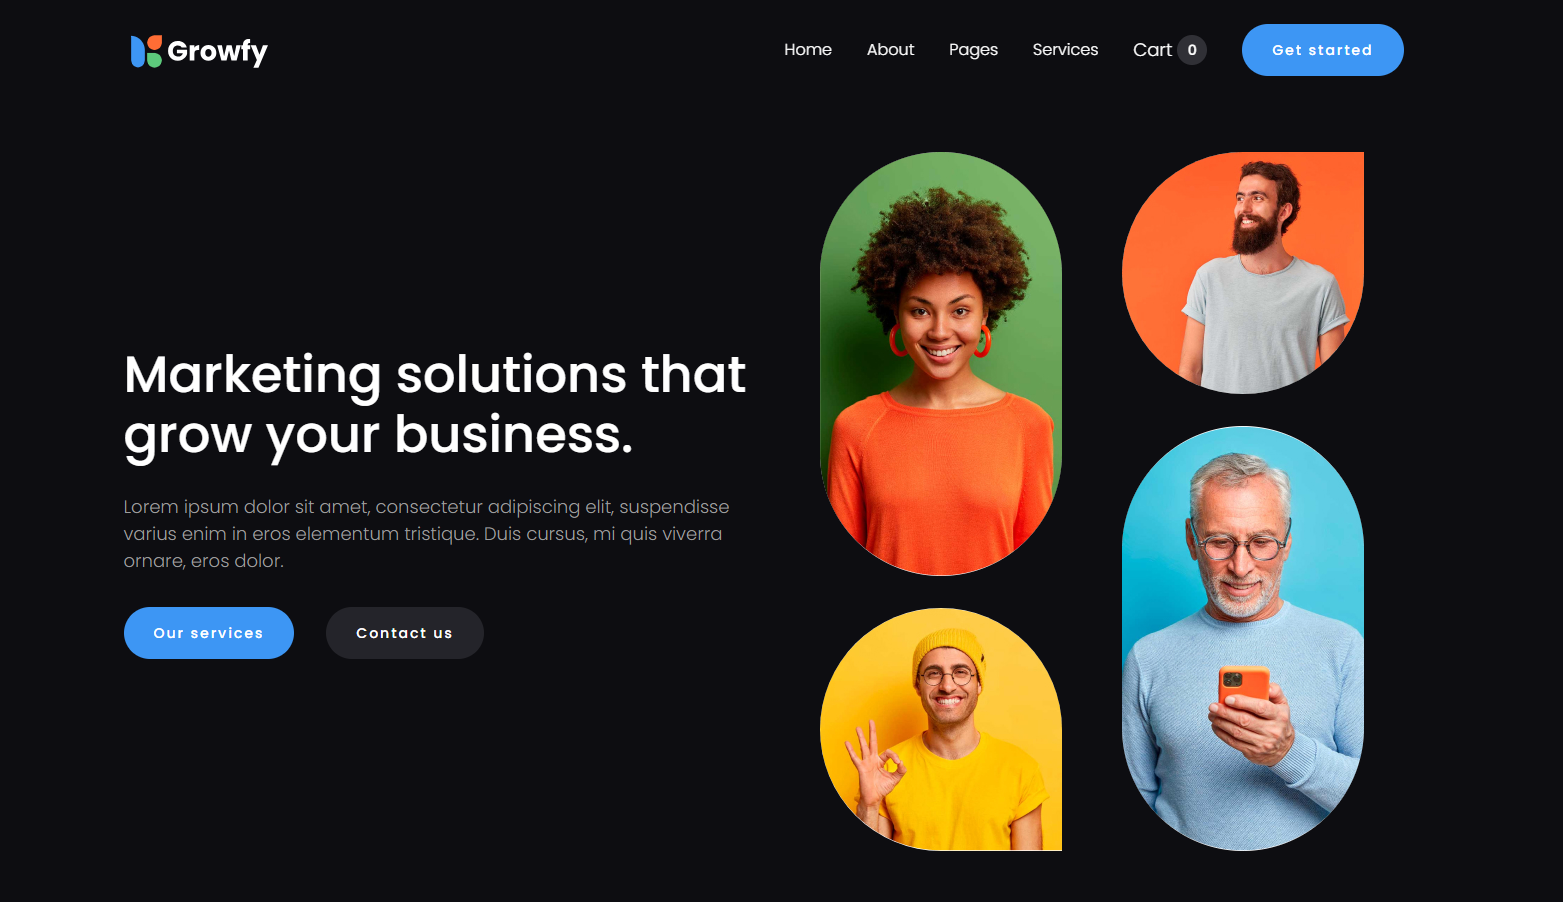 Growfy
Home About Pages Services Cart 0 Get started
Marketing solutions that
grow your business.
Lorem ipsum dolor sit amet, consectetur adipiscing elit, suspendisse
varius enim in eros elementum tristique. Duis cursus, mi quis viverra
ornare, eros dolor.
Our services Contact us